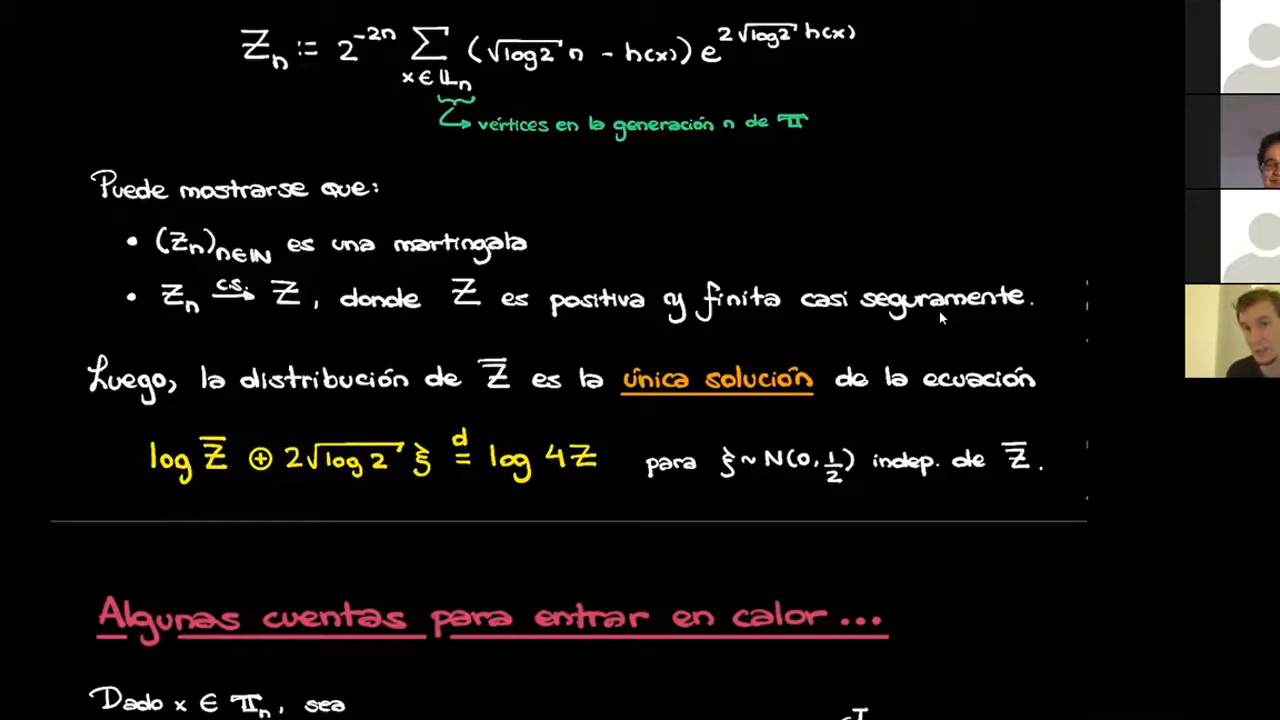 Z_n := 2^{-2n} Σ_{x∈𝕃_n} (√log2 n - h(x)) e^{2√log2 h(x)}
vértices en la generación n de 𝕋
Puede mostrarse que:
• (Z_n)_{n∈ℕ} es una martingala
• Z_n →^{c.s.} Z, donde Z es positiva y finita casi seguramente.
Luego, la distribución de Z̅ es la única solución de la ecuación
log Z̅ ⊕ 2√log2 ξ =^d log 4Z para ξ ~ N(0, 1/2) indep. de Z̅.
Algunas cuentas para entrar en calor...
Dado x ∈ 𝕋_n, sea